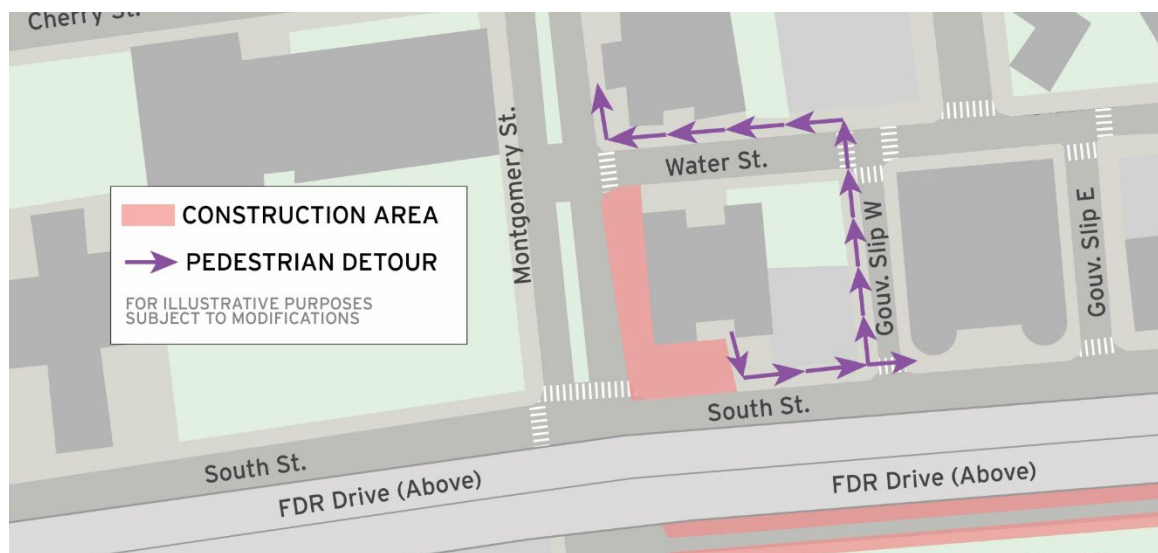 Cherry St.
Montgomery St.
Water St.
CONSTRUCTION AREA
PEDESTRIAN DETOUR
FOR ILLUSTRATIVE PURPOSES
SUBJECT TO MODIFICATIONS
Gouv. Slip W
Gouv. Slip E
South St.
South St.
FDR Drive (Above)
FDR Drive (Above)